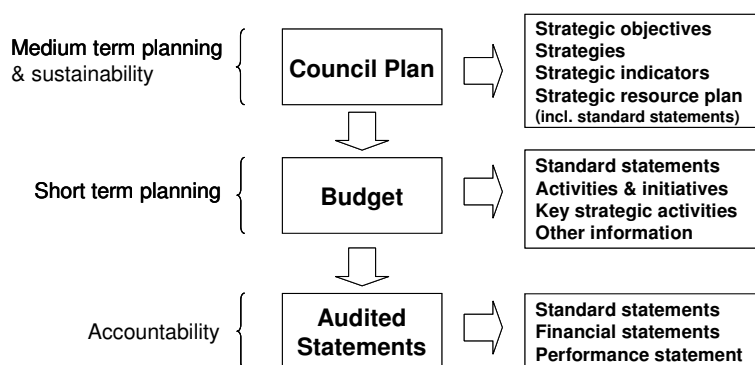 Medium term planning
& sustainability
Council Plan
Strategic objectives
Strategies
Strategic indicators
Strategic resource plan
(incl. standard statements)
Short term planning
Budget
Standard statements
Activities & initiatives
Key strategic activities
Other information
Accountability
Audited
Statements
Standard statements
Financial statements
Performance statement